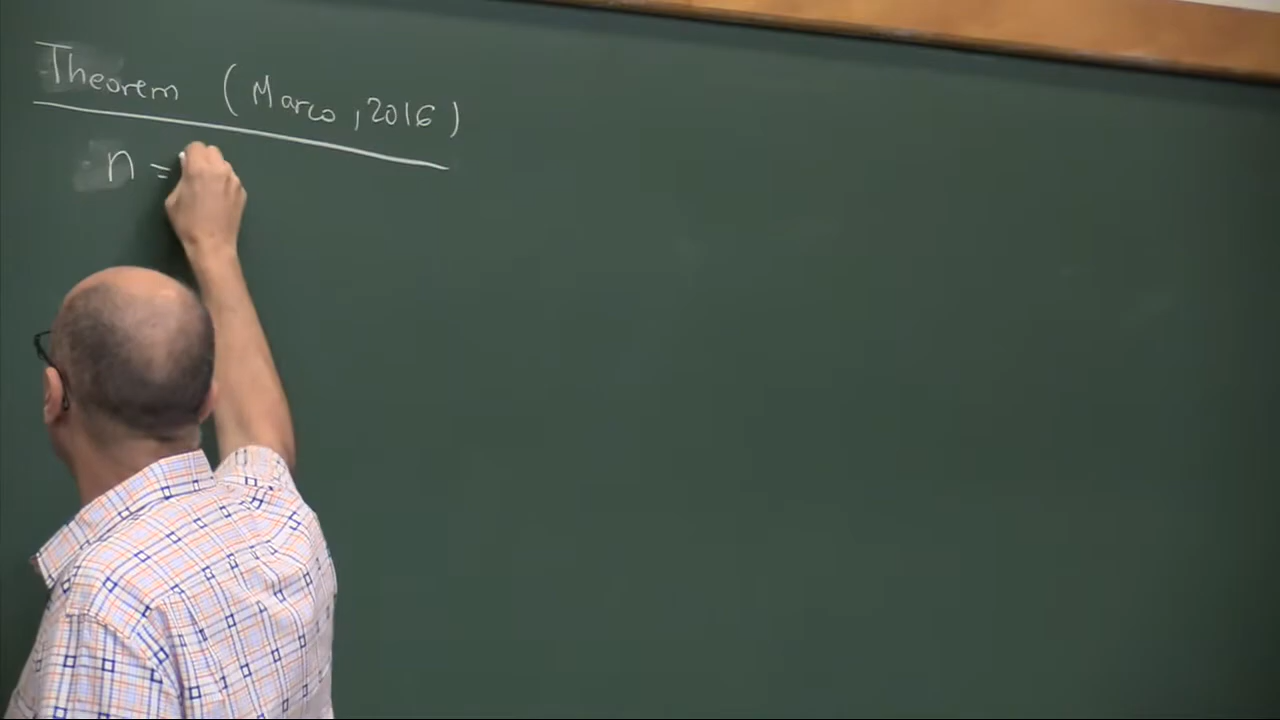 Theorem (Marco, 2016)
n =